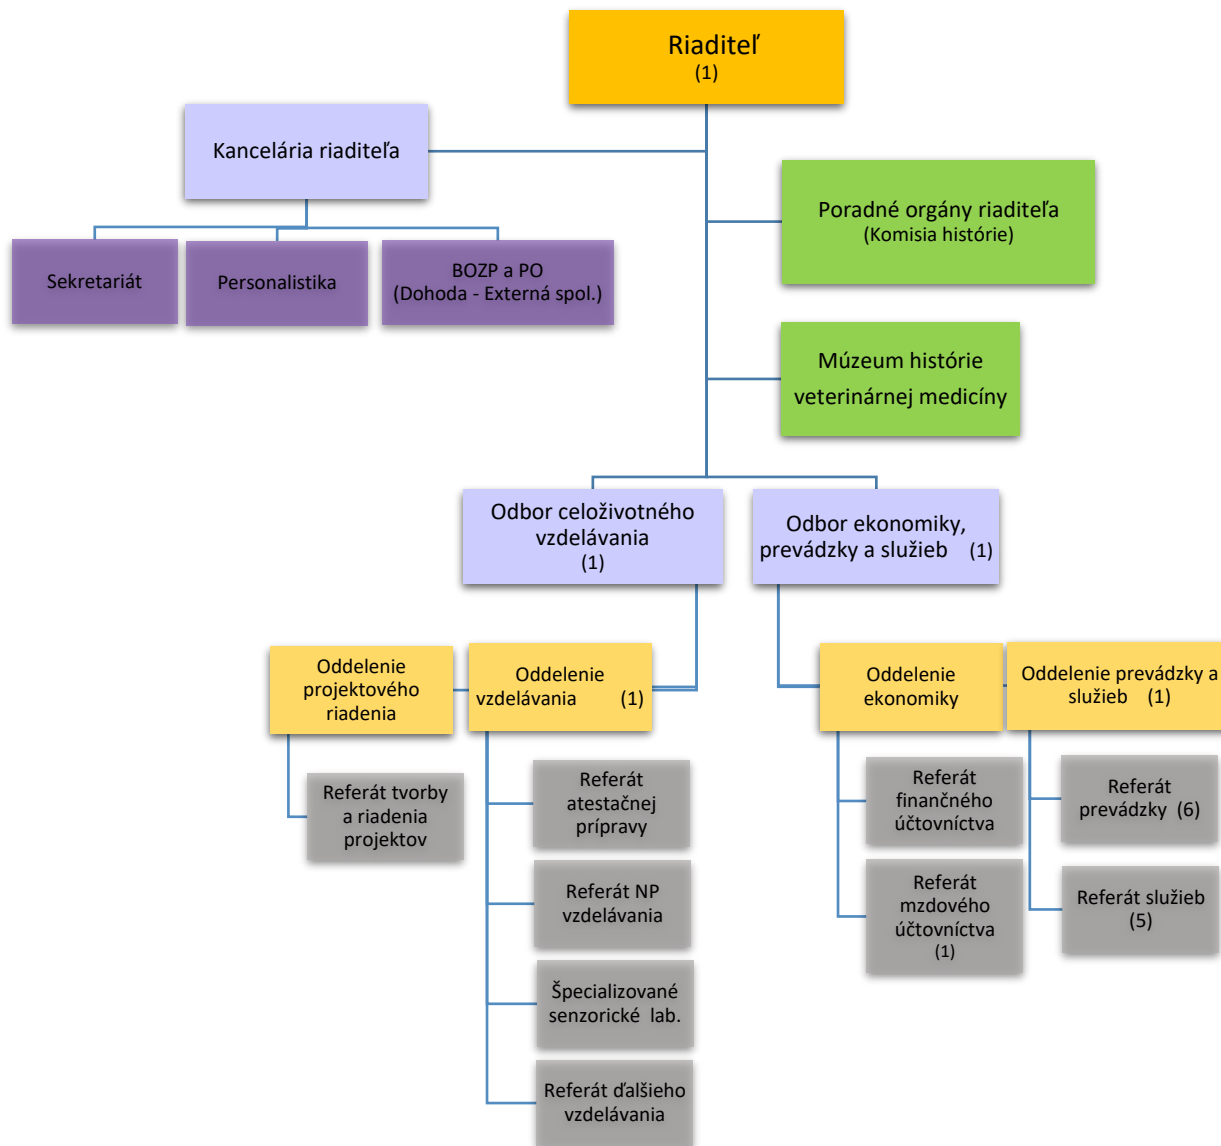 Riaditeľ
(1)
Kancelária riaditeľa
Poradné orgány riaditeľa
(Komisia histórie)
Sekretariát
Personalistika
BOZP a PO
(Dohoda - Externá spol.)
Múzeum histórie
veterinárnej medicíny
Odbor celoživotného
vzdelávania
(1)
Odbor ekonomiky,
prevádzky a služieb (1)
Oddelenie
projektového
riadenia
Oddelenie
vzdelávania (1)
Oddelenie
ekonomiky
Oddelenie prevádzky a
služieb (1)
Referát tvorby
a riadenia
projektov
Referát
atestačnej
prípravy
Referát NP
vzdelávania
Špecializované
senzorické lab.
Referát ďalšieho
vzdelávania
Referát
finančného
účtovníctva
Referát
mzdového
účtovníctva
(1)
Referát
prevádzky (6)
Referát služieb
(5)